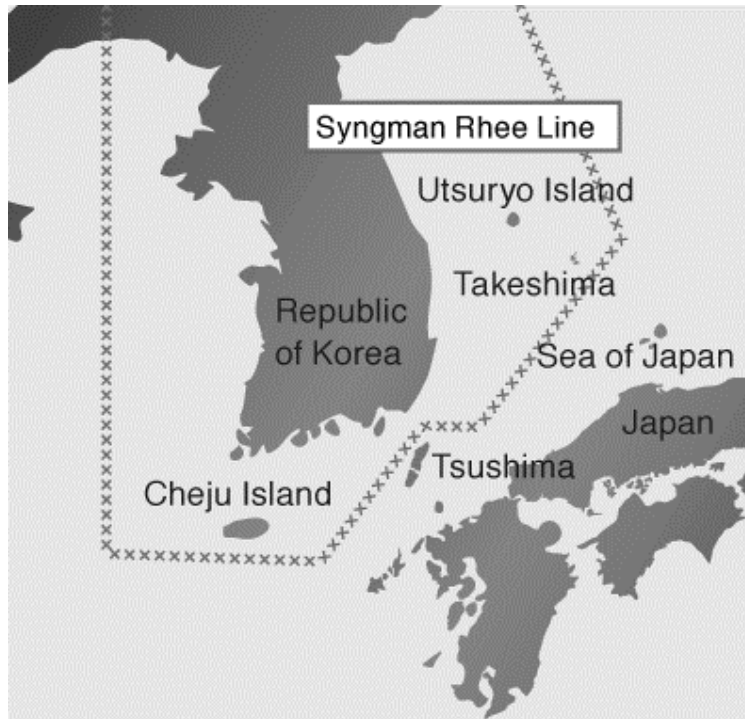 Syngman Rhee Line
Utsuryo Island
Takeshima
Republic
of Korea
Sea of Japan
Japan
Tsushima
Cheju Island